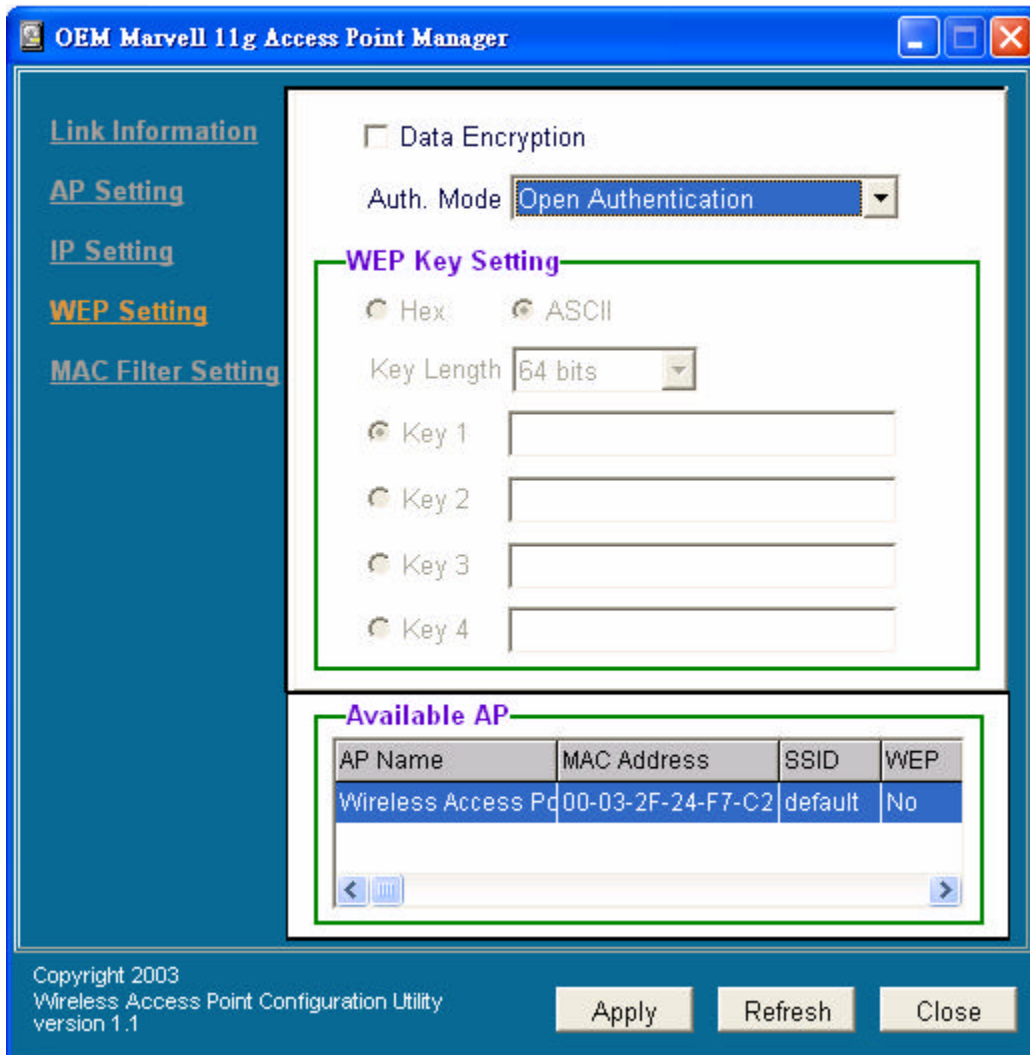 OEM Marvell 11g Access Point Manager
Link Information
AP Setting
IP Setting
WEP Setting
MAC Filter Setting
Data Encryption
Auth. Mode Open Authentication
WEP Key Setting
Hex ASCII
Key Length 64 bits
Key 1
Key 2
Key 3
Key 4
Available AP
AP Name MAC Address SSID WEP
Wireless Access Po 00-03-2F-24-F7-C2 default No
Copyright 2003
Wireless Access Point Configuration Utility
version 1.1
Apply Refresh Close